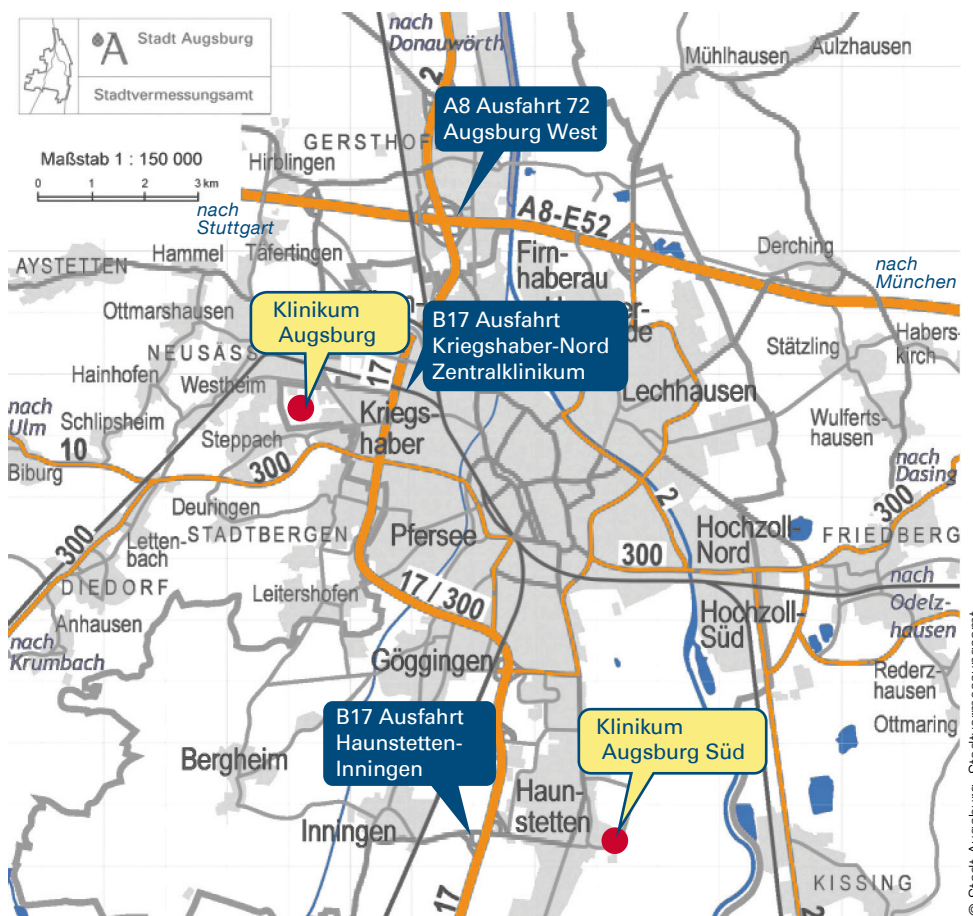 Stadt Augsburg
Stadtvermessungsamt
Maßstab 1 : 150 000
0 1 2 3 km
nach
Donauwörth
2
Mühlhausen
Aulzhausen
A8 Ausfahrt 72
Augsburg West
GERSTHOF
Hirblingen
nach
Stuttgart
A8-E52
Hammel
Täfertingen
AYSTETTEN
Firn-
haberau
Derching
nach
München
Ottmarshausen
Klinikum
Augsburg
B17 Ausfahrt
Kriegshaber-Nord
Zentralklinikum
NEUSÄSS
17
Stätzling
Habers-
kirch
Hainhofen
Westheim
Lechhausen
nach
Ulm
Schlipsheim
Kriegs-
haber
Wulferts-
hausen
10
Steppach
Biburg
300
nach
Dasing
Deuringen
2
300
STADTBERGEN
Pfersee
Hochzoll-
Nord
FRIEDBERG
300
Letten-
bach
300
DIEDORF
Leitershofen
17 / 300
nach
Odelz-
hausen
Anhausen
Hochzoll-
Süd
nach
Krumbach
Göggingen
Rederz-
hausen
Ottmaring
B17 Ausfahrt
Haunstetten-
Inningen
Klinikum
Augsburg Süd
Bergheim
Haun-
stetten
Inningen
17
KISSING
2
© Stadt Augsburg, Stadtvermessungsamt